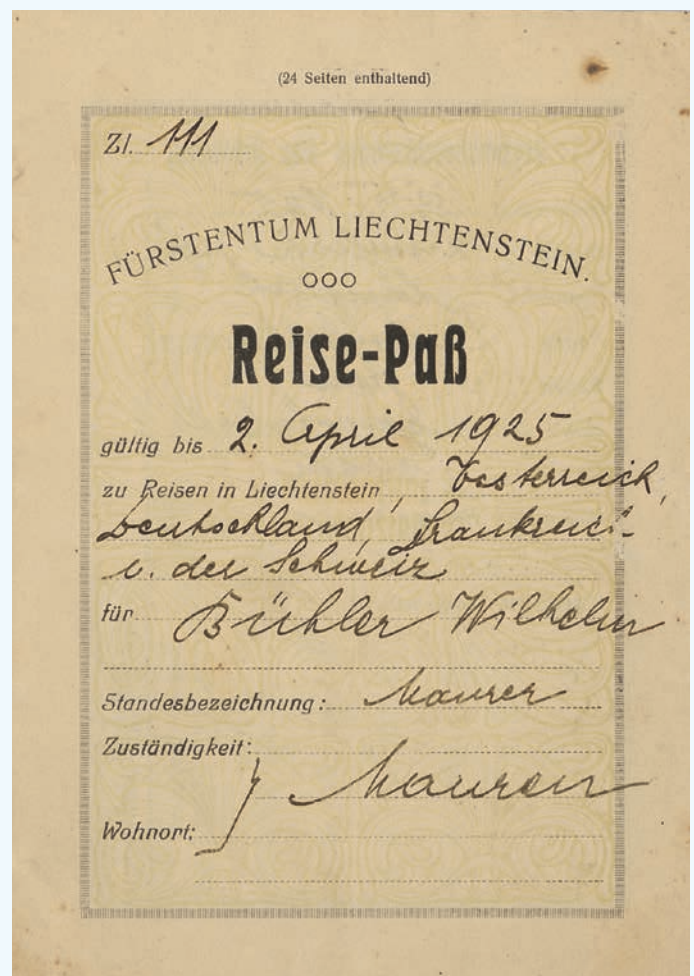 (24 Seiten enthaltend)
Zl. 111
FÜRSTENTUM LIECHTENSTEIN.
ooo
Reise-Paß
gültig bis 2. April 1925
zu Reisen in Liechtenstein, Oesterreich,
Deutschland, Frankreich
u. der Schweiz
für Bühler Wilhelm
Standesbezeichnung: Maurer
Zuständigkeit:
Mauren
Wohnort: